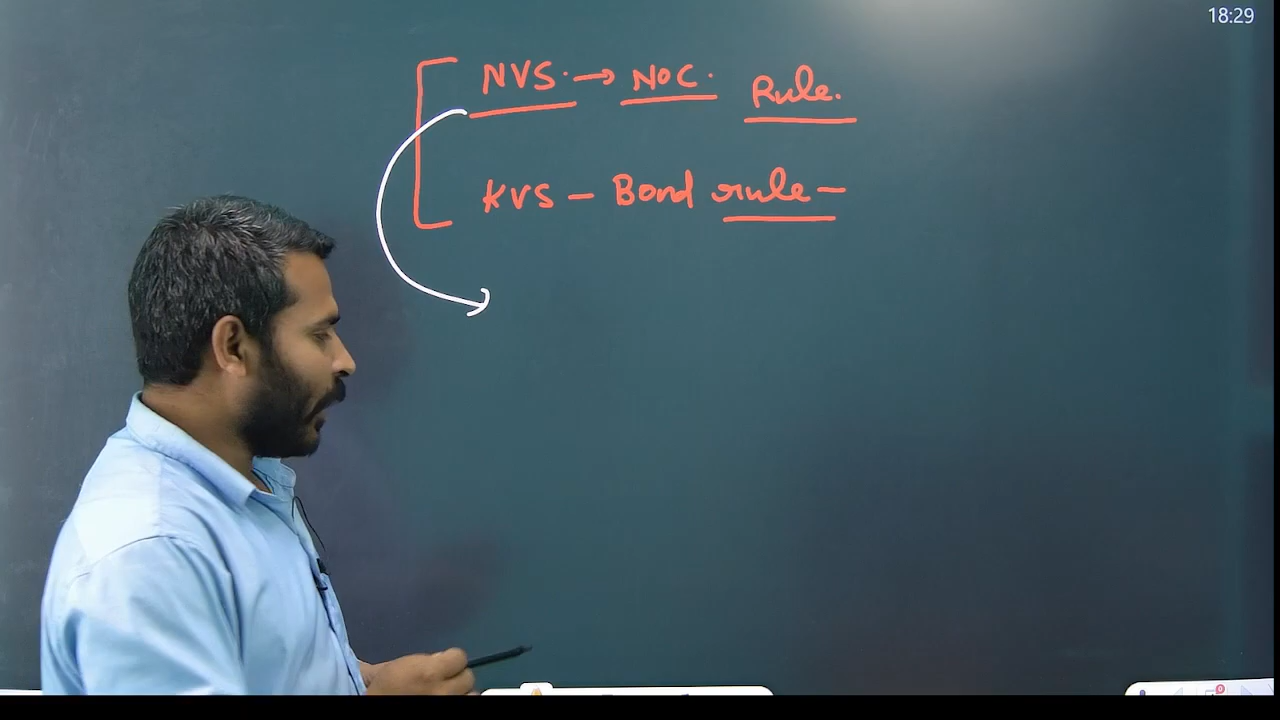 18:29
NVS. → NOC. Rule.
KVS – Bond rule –